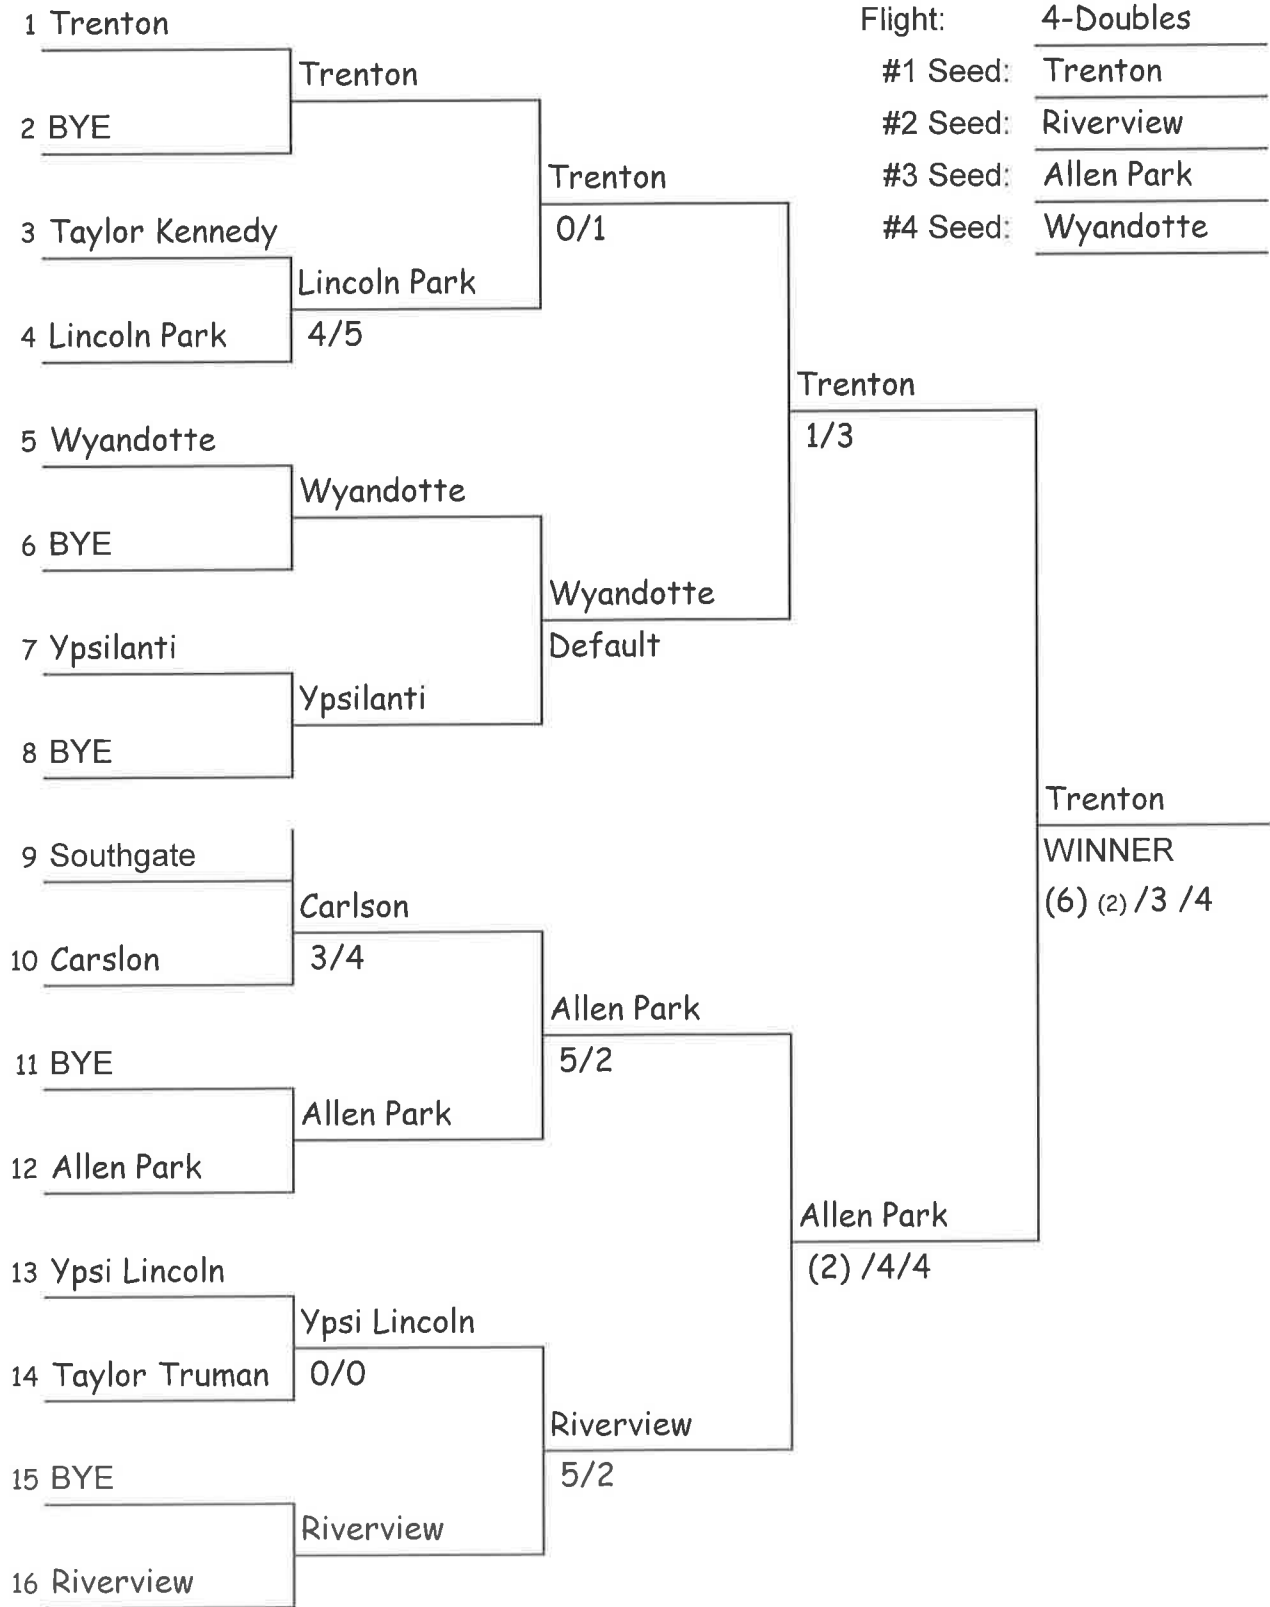 1 Trenton
Flight: 4-Doubles
#1 Seed: Trenton
#2 Seed: Riverview
#3 Seed: Allen Park
#4 Seed: Wyandotte
Trenton
2 BYE
Trenton
0/1
3 Taylor Kennedy
Lincoln Park
4/5
4 Lincoln Park
Trenton
1/3
5 Wyandotte
Wyandotte
6 BYE
Wyandotte
Default
7 Ypsilanti
Ypsilanti
8 BYE
Trenton
WINNER
(6) (2) /3 /4
9 Southgate
Carlson
3/4
10 Carslon
Allen Park
5/2
11 BYE
Allen Park
12 Allen Park
Allen Park
(2) /4/4
13 Ypsi Lincoln
Ypsi Lincoln
0/0
14 Taylor Truman
Riverview
5/2
15 BYE
Riverview
16 Riverview